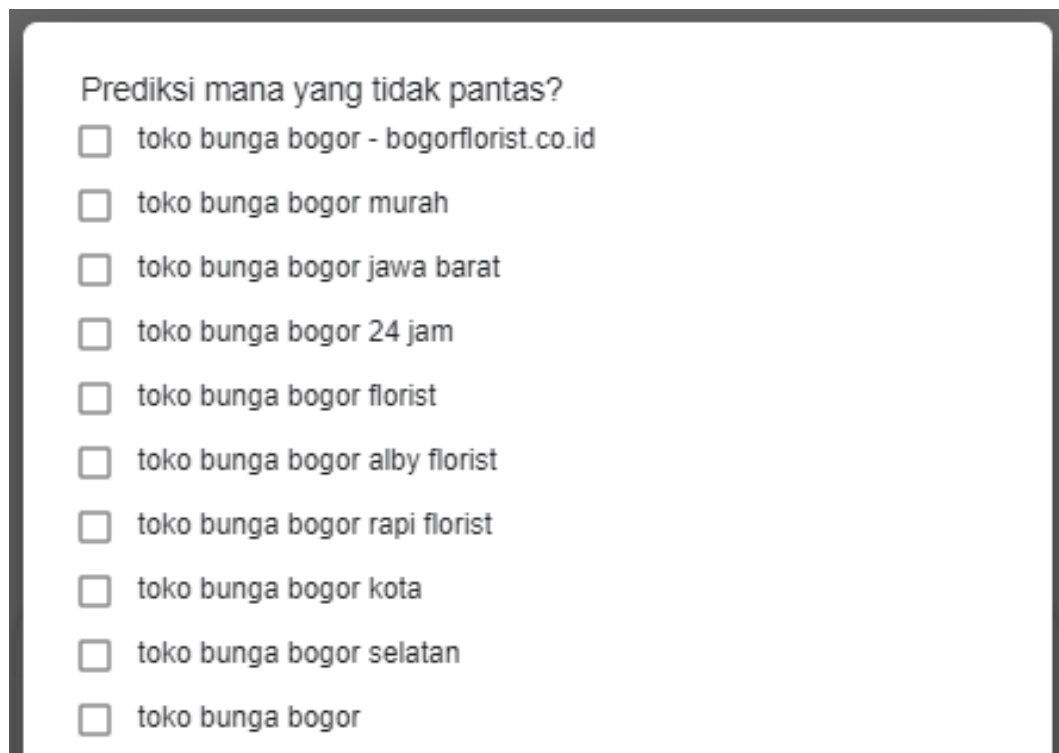 Prediksi mana yang tidak pantas?
toko bunga bogor - bogorflorist.co.id
toko bunga bogor murah
toko bunga bogor jawa barat
toko bunga bogor 24 jam
toko bunga bogor florist
toko bunga bogor alby florist
toko bunga bogor rapi florist
toko bunga bogor kota
toko bunga bogor selatan
toko bunga bogor